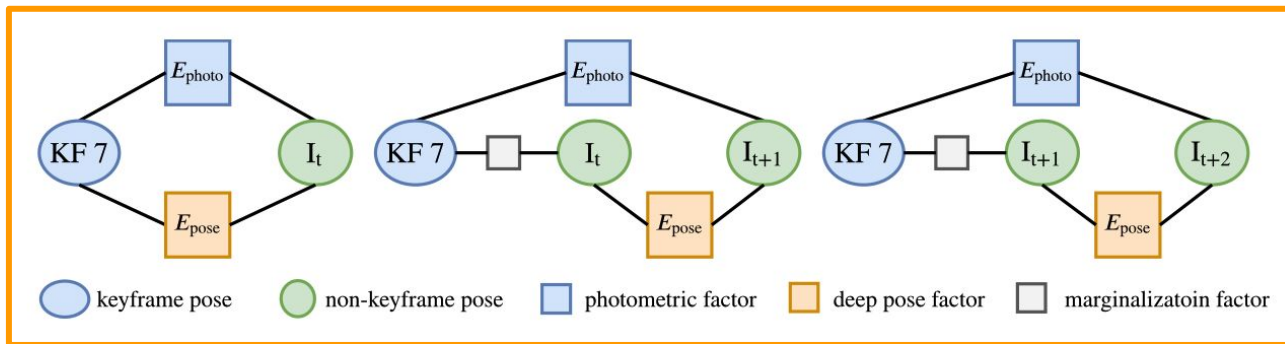 E_photo E_photo E_photo
KF 7 I_t KF 7 I_t I_t+1 KF 7 I_t+1 I_t+2
E_pose E_pose E_pose
keyframe pose non-keyframe pose photometric factor deep pose factor marginalizatoin factor